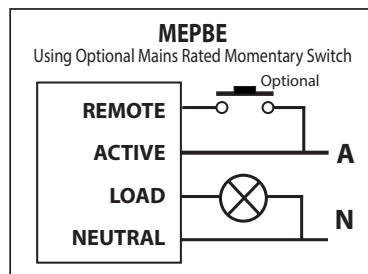 MEPBE
Using Optional Mains Rated Momentary Switch
Optional
REMOTE
ACTIVE
A
LOAD
N
NEUTRAL